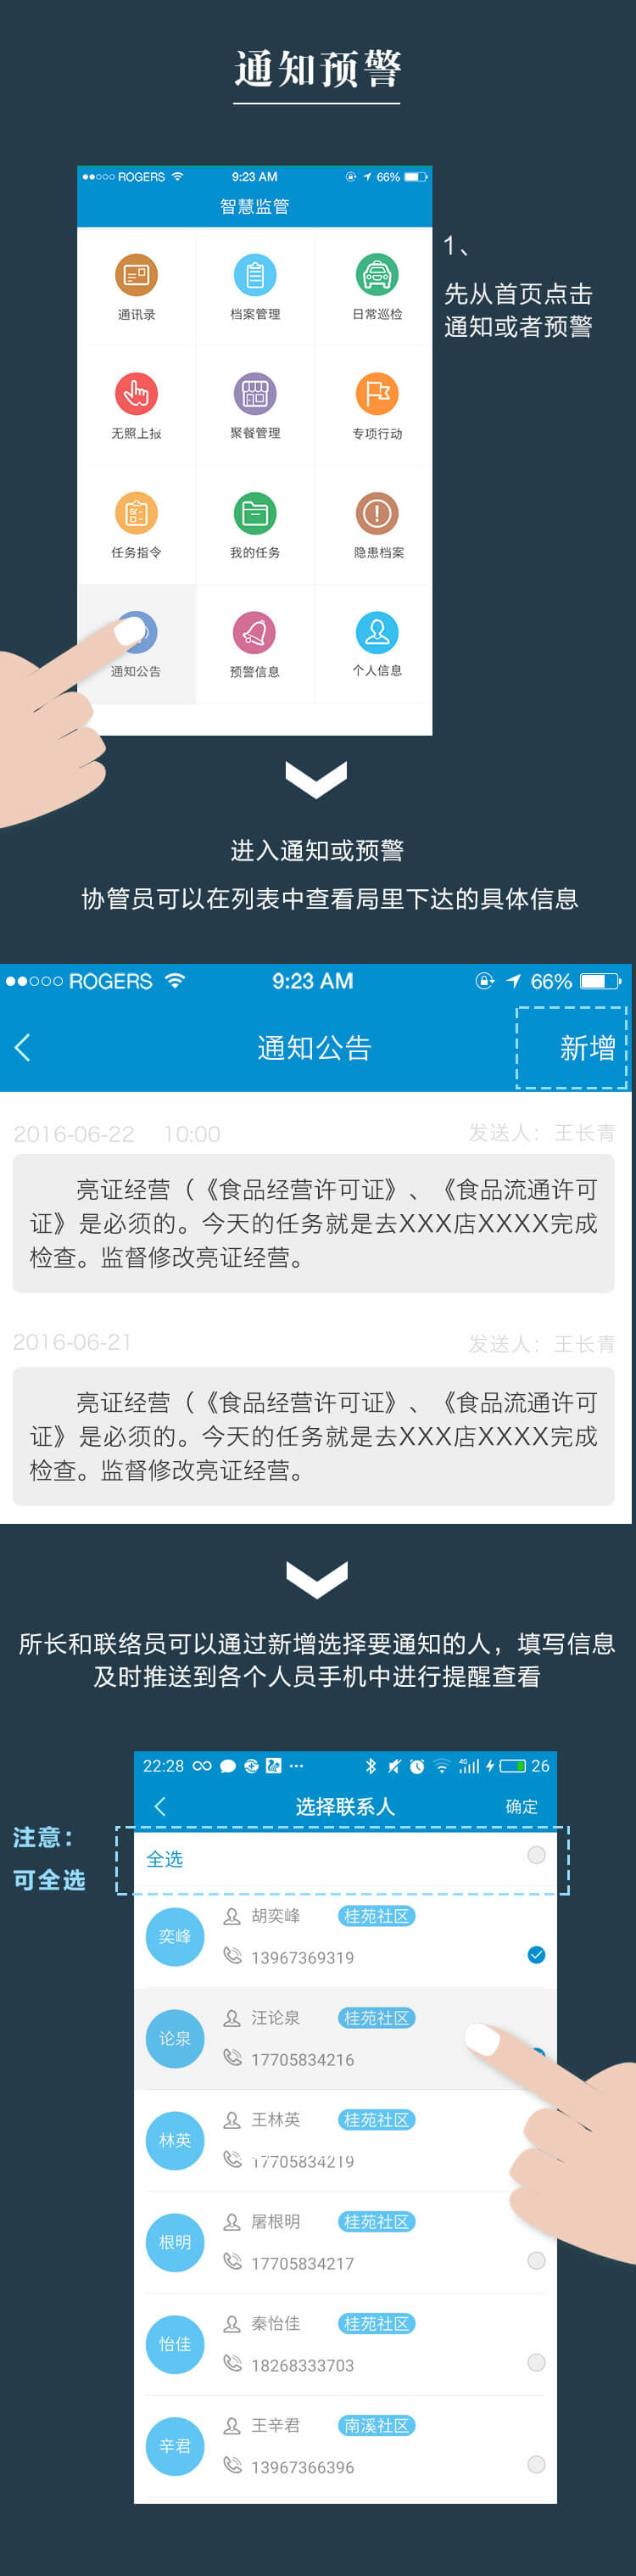 通知预警
ROGERS 9:23 AM 66%
智慧监管
1、
先从首页点击
通知或者预警
通讯录 档案管理 日常巡检
无照上报 聚餐管理 专项行动
任务指令 我的任务 隐患档案
通知公告 预警信息 个人信息
进入通知或预警
协管员可以在列表中查看局里下达的具体信息
ROGERS 9:23 AM 66%
通知公告 新增
2016-06-22 10:00 发送人：王长青
亮证经营（《食品经营许可证》、《食品流通许可
证》是必须的。今天的任务就是去XXX店XXXX完成
检查。监督修改亮证经营。
2016-06-21 发送人：王长青
亮证经营（《食品经营许可证》、《食品流通许可
证》是必须的。今天的任务就是去XXX店XXXX完成
检查。监督修改亮证经营。
所长和联络员可以通过新增选择要通知的人，填写信息
及时推送到各个人员手机中进行提醒查看
22:28 4G 26
选择联系人 确定
注意：
可全选
全选
奕峰 胡奕峰 桂苑社区
13967369319
论泉 汪论泉 桂苑社区
17705834216
林英 王林英 桂苑社区
17705834219
根明 屠根明 桂苑社区
17705834217
怡佳 秦怡佳 桂苑社区
18268333703
辛君 王辛君 南溪社区
13967366396